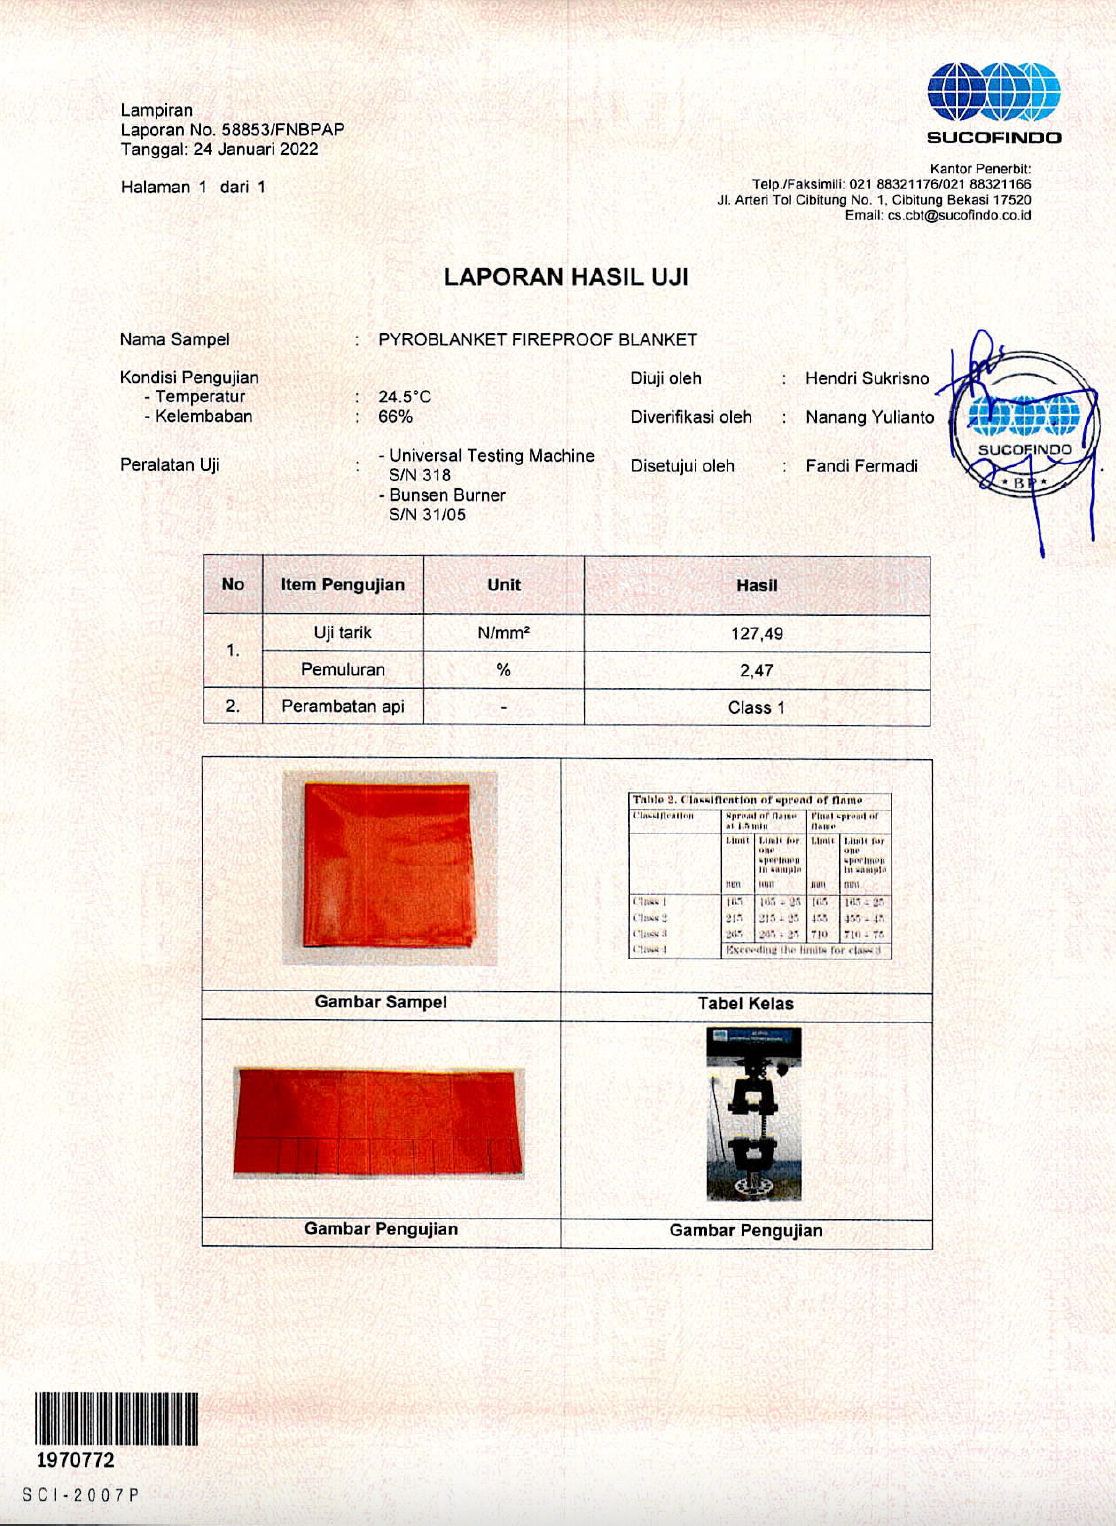 SUCOFINDO
Lampiran
Laporan No. 58853/FNBPAP
Tanggal: 24 Januari 2022
Halaman 1 dari 1
Kantor Penerbit:
Telp./Faksimili: 021 88321176/021 88321166
Jl. Arteri Tol Cibitung No. 1, Cibitung Bekasi 17520
Email: cs.cbt@sucofindo.co.id
LAPORAN HASIL UJI
Nama Sampel : PYROBLANKET FIREPROOF BLANKET
Kondisi Pengujian
- Temperatur : 24.5°C
- Kelembaban : 66%
Peralatan Uji : - Universal Testing Machine
S/N 318
- Bunsen Burner
S/N 31/05
Diuji oleh : Hendri Sukrisno
Diverifikasi oleh : Nanang Yulianto
Disetujui oleh : Fandi Fermadi
SUCOFINDO
* BP *
No Item Pengujian Unit Hasil
1. Uji tarik N/mm² 127,49
Pemuluran % 2,47
2. Perambatan api - Class 1
Table 2. Classification of spread of flame
Classification Spread of flame at 1.5 min Final spread of flame
Limit Limit for one specimen in sample Limit Limit for one specimen in sample
mm mm mm mm
Class 1 165 165 + 25 165 165 + 25
Class 2 215 215 + 25 455 455 + 45
Class 3 265 265 + 25 710 710 + 75
Class 4 Exceeding the limits for class 3
Gambar Sampel
Tabel Kelas
Gambar Pengujian
Gambar Pengujian
1970772
SCI-2007P